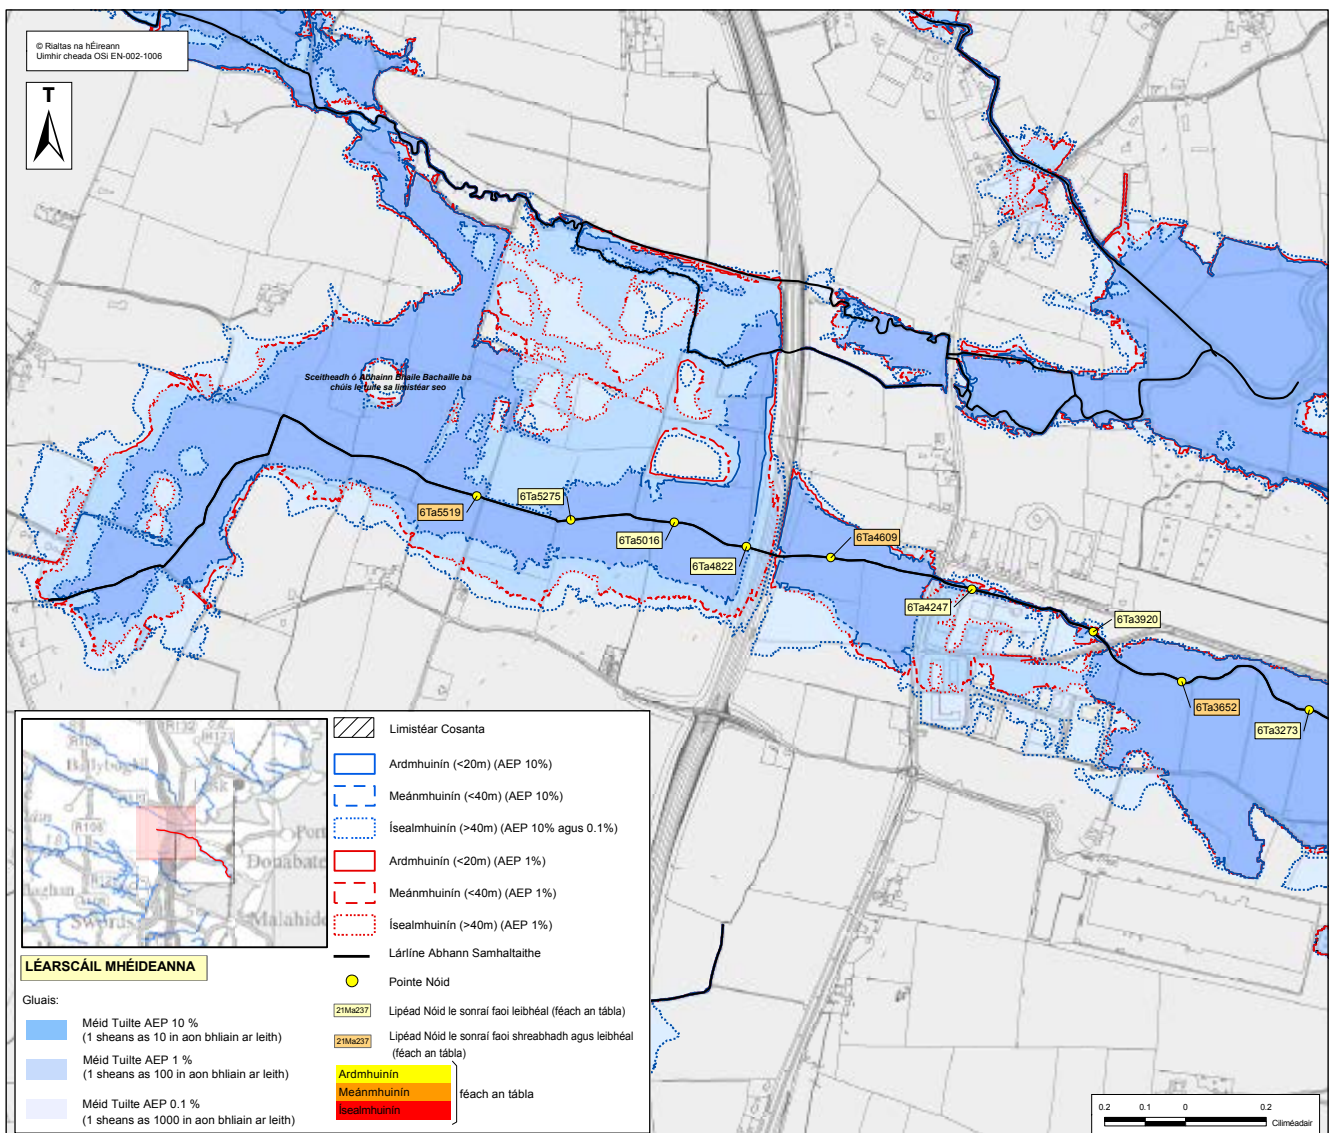 © Rialtas na hÉireann
Uimhir cheada OSi EN-002-1006
T
Sceitheadh ó Abhainn Bhaile Bachaille ba
chúis le tuile sa limistéar seo
6Ta5519
6Ta5275
6Ta5016
6Ta4822
6Ta4609
6Ta4247
6Ta3920
6Ta3652
6Ta3273
R132
Ballyboghil
R108
Donabate
Swords
Malahide
LÉARSCÁIL MHÉIDEANNA
Gluais:
Méid Tuilte AEP 10 %
(1 sheans as 10 in aon bhliain ar leith)
Méid Tuilte AEP 1 %
(1 sheans as 100 in aon bhliain ar leith)
Méid Tuilte AEP 0.1 %
(1 sheans as 1000 in aon bhliain ar leith)
Limistéar Cosanta
Ardmhuinín (<20m) (AEP 10%)
Meánmhuinín (<40m) (AEP 10%)
Ísealmhuinín (>40m) (AEP 10% agus 0.1%)
Ardmhuinín (<20m) (AEP 1%)
Meánmhuinín (<40m) (AEP 1%)
Ísealmhuinín (>40m) (AEP 1%)
Lárlíne Abhann Samhaltaithe
Pointe Nóid
21Ma237 Lipéad Nóid le sonraí faoi leibhéal (féach an tábla)
21Ma237 Lipéad Nóid le sonraí faoi shreabhadh agus leibhéal
(féach an tábla)
Ardmhuinín
Meánmhuinín féach an tábla
Ísealmhuinín
0.2 0.1 0 0.2
Ciliméadair